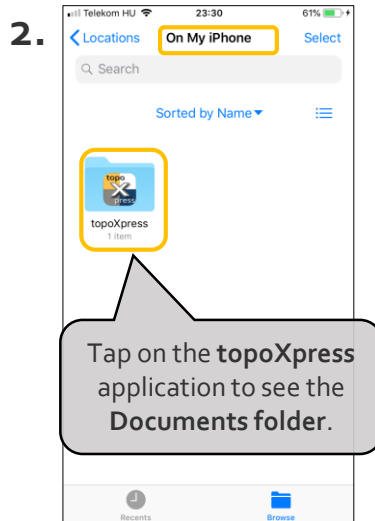 2.
Telekom HU 23:30 61%
Locations On My iPhone Select
Search
Sorted by Name
topo
X
press
topoXpress
1 item
Tap on the topoXpress
application to see the
Documents folder.
Recents Browse